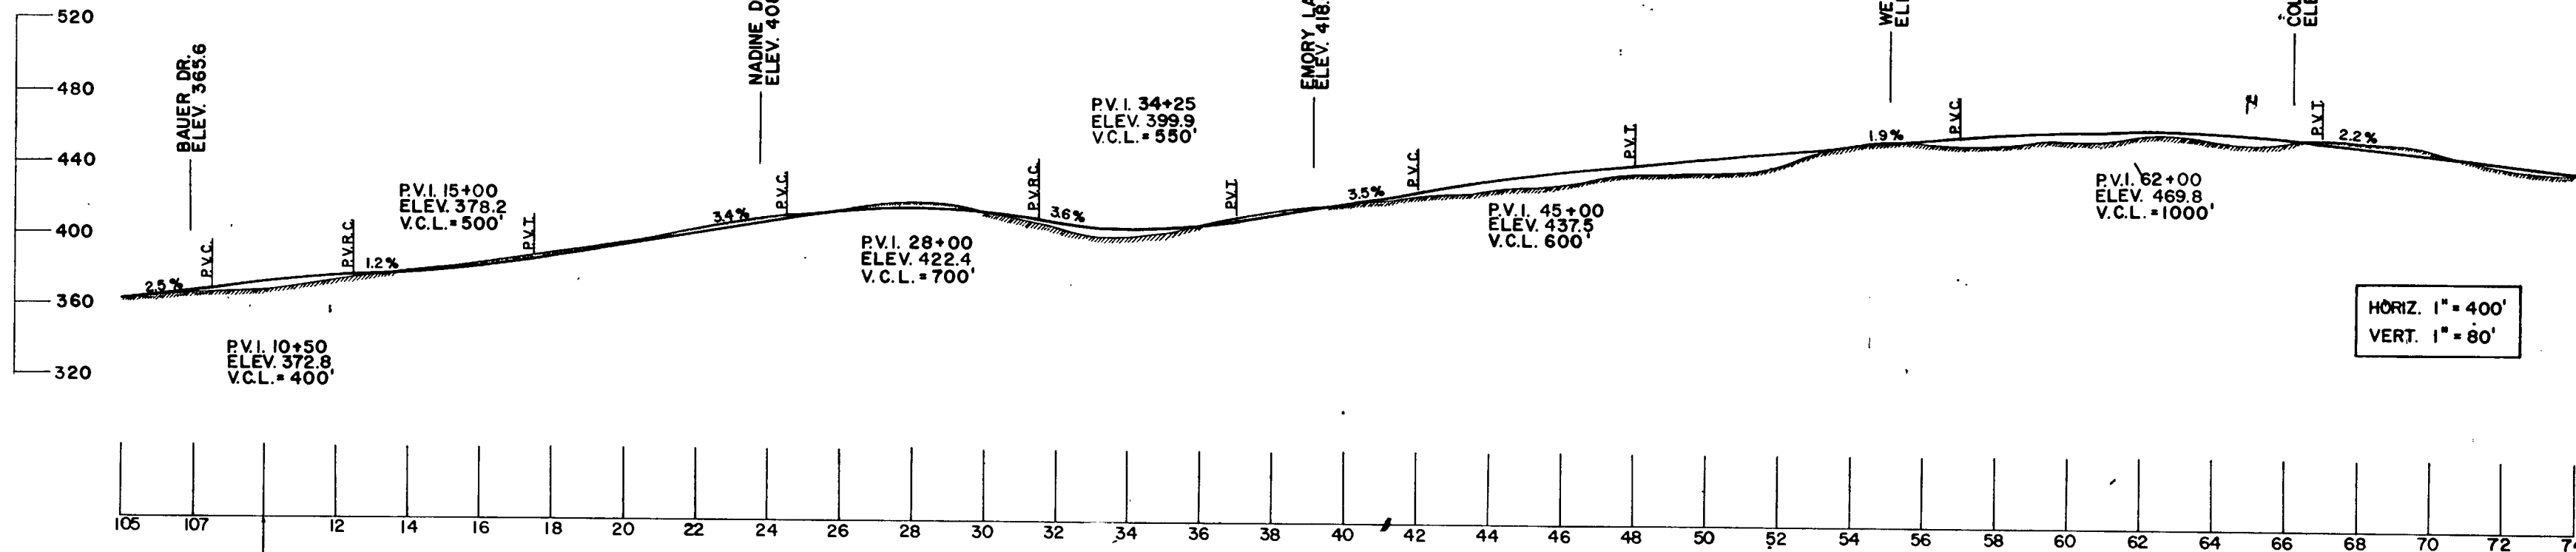 520
480
440
400
360
320
BAUER DR.
ELEV. 365.6
NADINE
ELEV.
EMORY
ELEV. 418.
P.V.C.
P.V.R.C.
P.V.T.
P.V.C.
P.V.R.C.
P.V.T.
P.V.C.
P.V.T.
P.V.C.
P.V.T.
2.5%
1.2%
3.4%
3.6%
3.5%
1.9%
2.2%
P.V.I. 10+50
ELEV. 372.8
V.C.L. = 400'
P.V.I. 15+00
ELEV. 378.2
V.C.L. = 500'
P.V.I. 28+00
ELEV. 422.4
V.C.L. = 700'
P.V.I. 34+25
ELEV. 399.9
V.C.L. = 550'
P.V.I. 45+00
ELEV. 437.5
V.C.L. 600'
P.V.I. 62+00
ELEV. 469.8
V.C.L. = 1000'
HORIZ. 1" = 400'
VERT. 1" = 80'
105 107 12 14 16 18 20 22 24 26 28 30 32 34 36 38 40 42 44 46 48 50 52 54 56 58 60 62 64 66 68 70 72